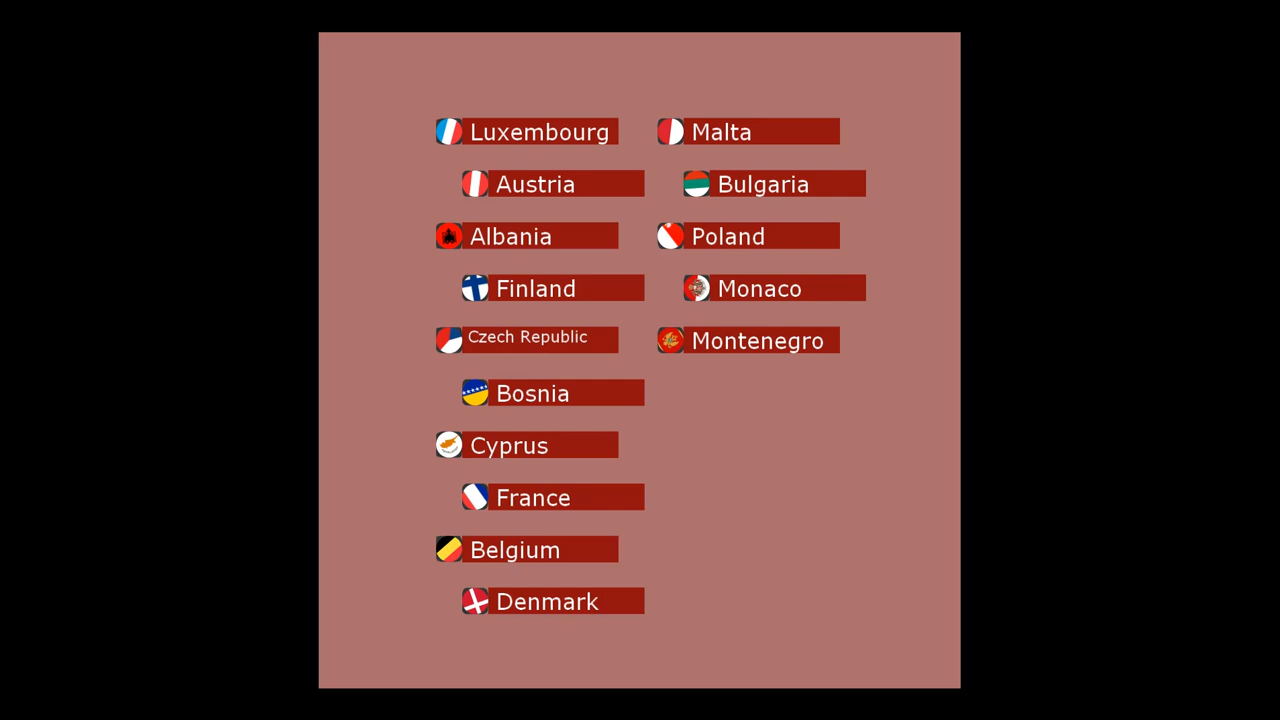 Luxembourg
Austria
Albania
Finland
Czech Republic
Bosnia
Cyprus
France
Belgium
Denmark
Malta
Bulgaria
Poland
Monaco
Montenegro